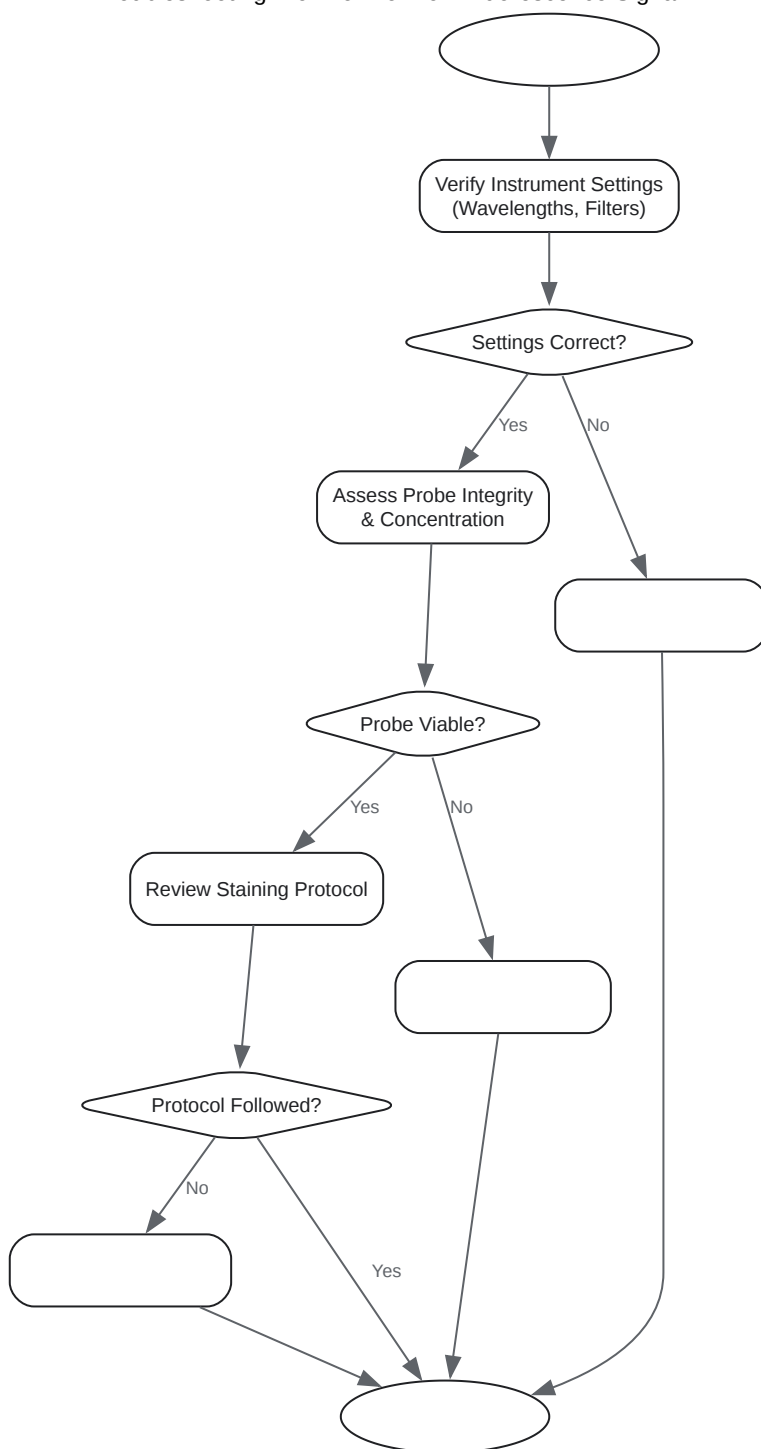 Verify Instrument Settings
(Wavelengths, Filters)
Settings Correct?
Yes
No
Assess Probe Integrity
& Concentration
Probe Viable?
Yes
No
Review Staining Protocol
Protocol Followed?
No
Yes